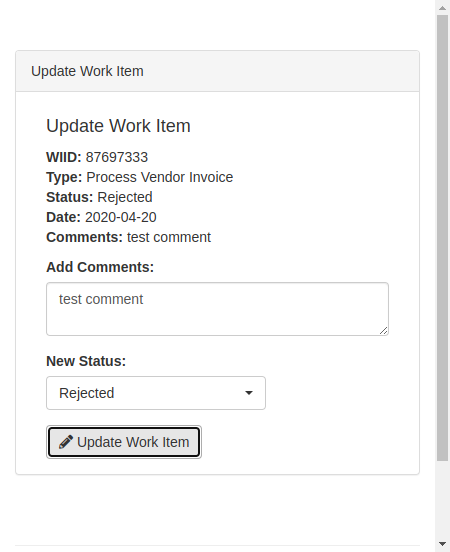 Update Work Item
Update Work Item
WIID: 87697333
Type: Process Vendor Invoice
Status: Rejected
Date: 2020-04-20
Comments: test comment
Add Comments:
test comment
New Status:
Rejected
Update Work Item